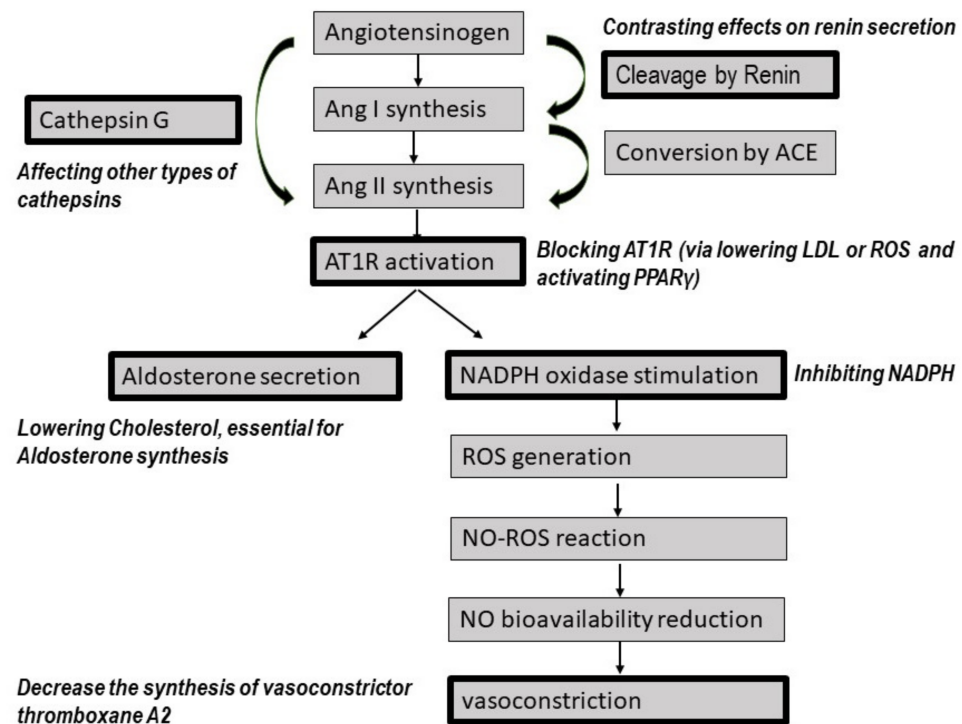 Angiotensinogen
Contrasting effects on renin secretion
Cleavage by Renin
Ang I synthesis
Cathepsin G
Conversion by ACE
Affecting other types of
cathepsins
Ang II synthesis
AT1R activation
Blocking AT1R (via lowering LDL or ROS and
activating PPARγ)
Aldosterone secretion
NADPH oxidase stimulation
Inhibiting NADPH
Lowering Cholesterol, essential for
Aldosterone synthesis
ROS generation
NO-ROS reaction
NO bioavailability reduction
Decrease the synthesis of vasoconstrictor
thromboxane A2
vasoconstriction